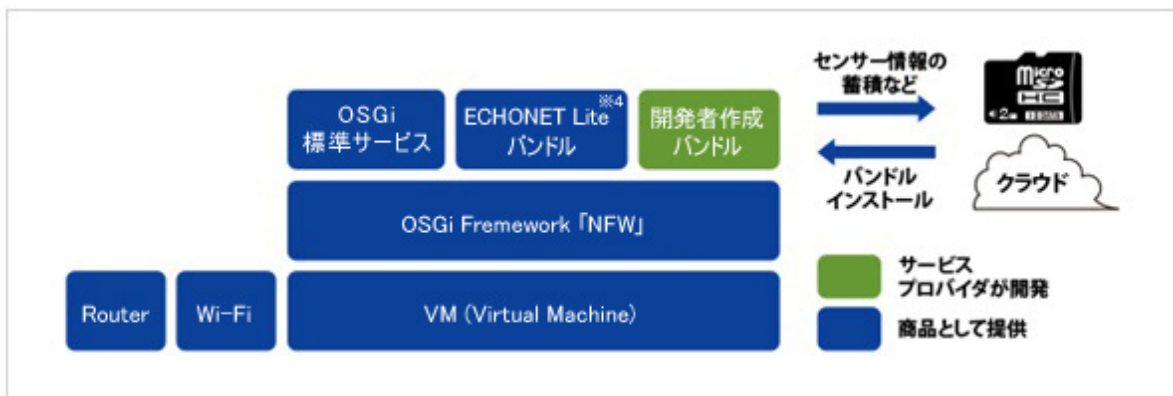 センサー情報の
蓄積など
micro
SD
HC
OSGi
標準サービス
ECHONET Lite※4
バンドル
開発者作成
バンドル
バンドル
インストール
クラウド
OSGi Fremework「NFW」
サービス
プロバイダが開発
Router
Wi-Fi
VM (Virtual Machine)
商品として提供